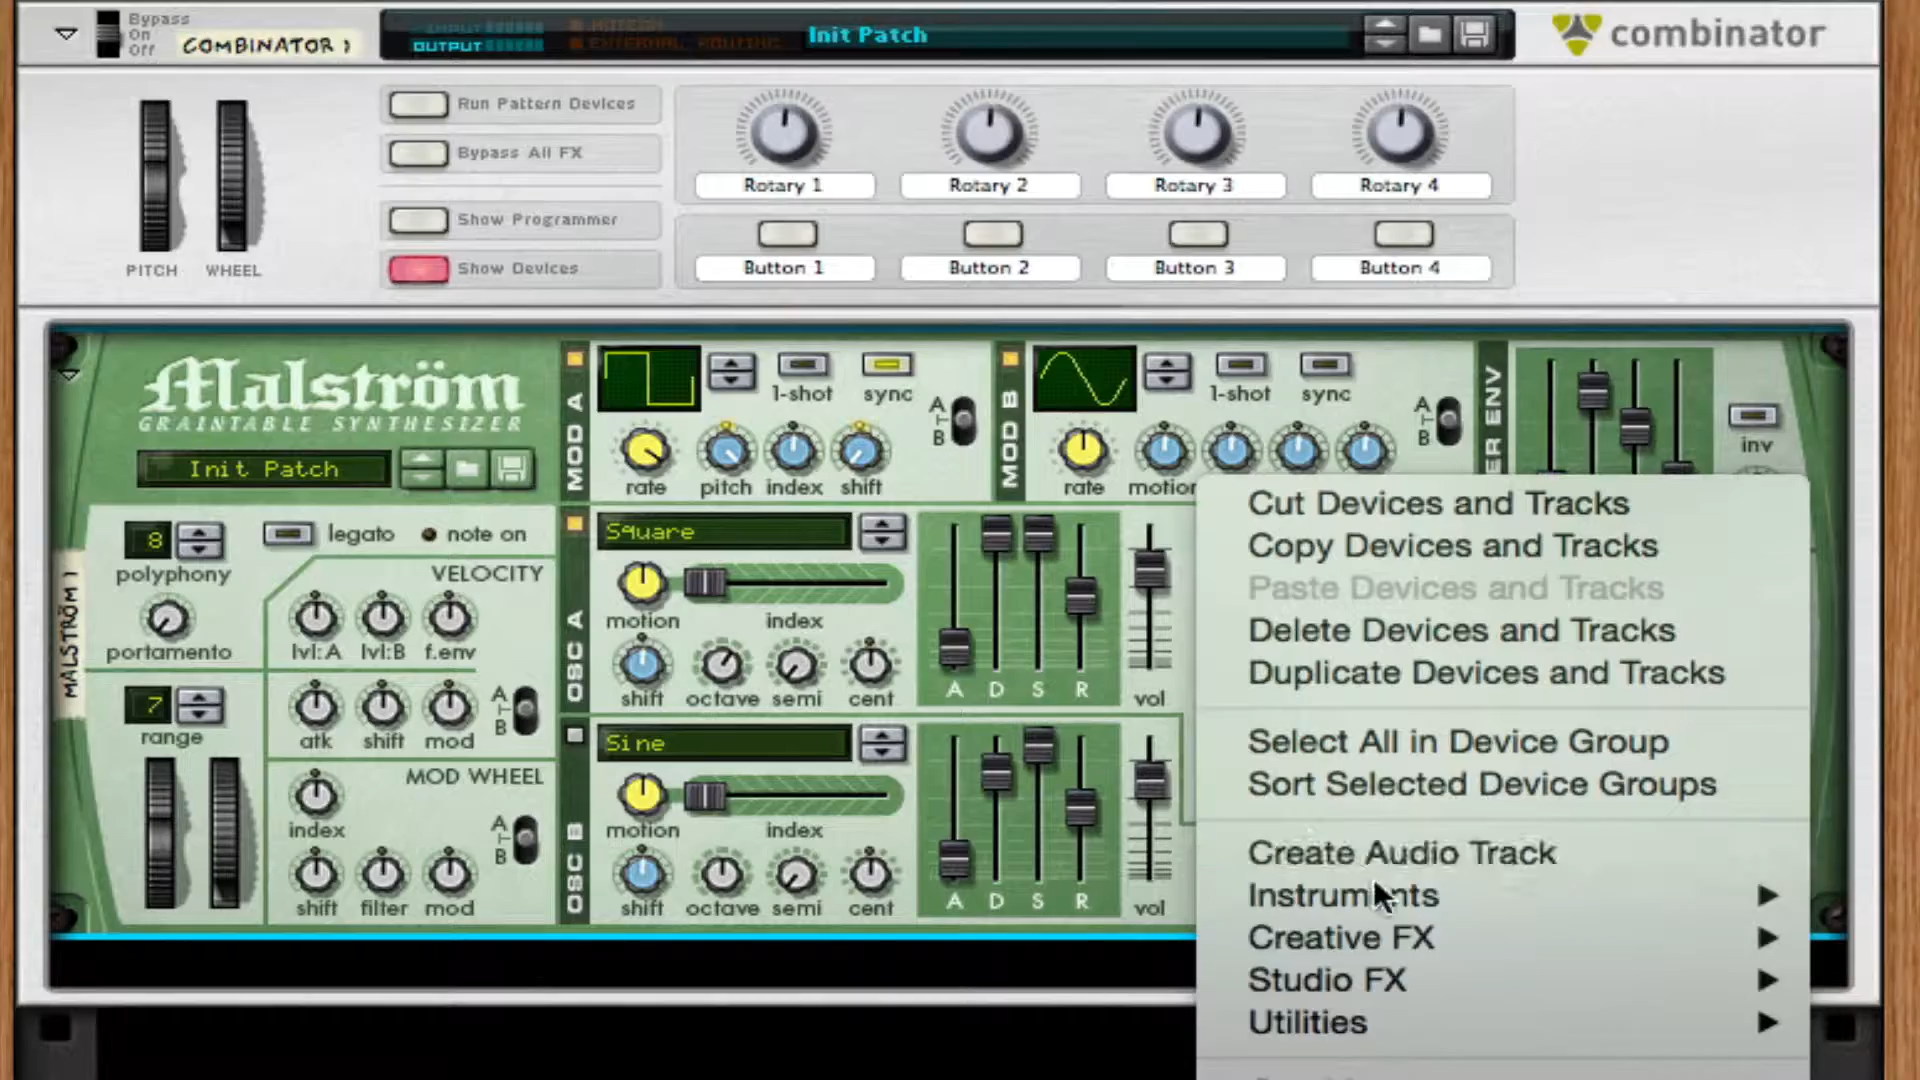 Bypass
On
Off
COMBINATOR 1
INPUT
OUTPUT
EXTERNAL ROUTING
Init Patch
combinator
Run Pattern Devices
Bypass All FX
Show Programmer
Show Devices
PITCH WHEEL
Rotary 1 Rotary 2 Rotary 3 Rotary 4
Button 1 Button 2 Button 3 Button 4
Malström
GRAINTABLE SYNTHESIZER
Init Patch
MALSTRÖM 1
8
polyphony
legato
note on
portamento
VELOCITY
lvl:A lvl:B f.env
7
range
atk shift mod
A
B
MOD WHEEL
index
A
B
shift filter mod
MOD A
1-shot sync
A
B
rate pitch index shift
MOD B
1-shot sync
A
B
rate motion
ER ENV
inv
OSC A
Square
motion index
shift octave semi cent
A D S R
vol
OSC B
Sine
motion index
shift octave semi cent
A D S R
vol
Cut Devices and Tracks
Copy Devices and Tracks
Paste Devices and Tracks
Delete Devices and Tracks
Duplicate Devices and Tracks
Select All in Device Group
Sort Selected Device Groups
Create Audio Track
Instruments
Creative FX
Studio FX
Utilities